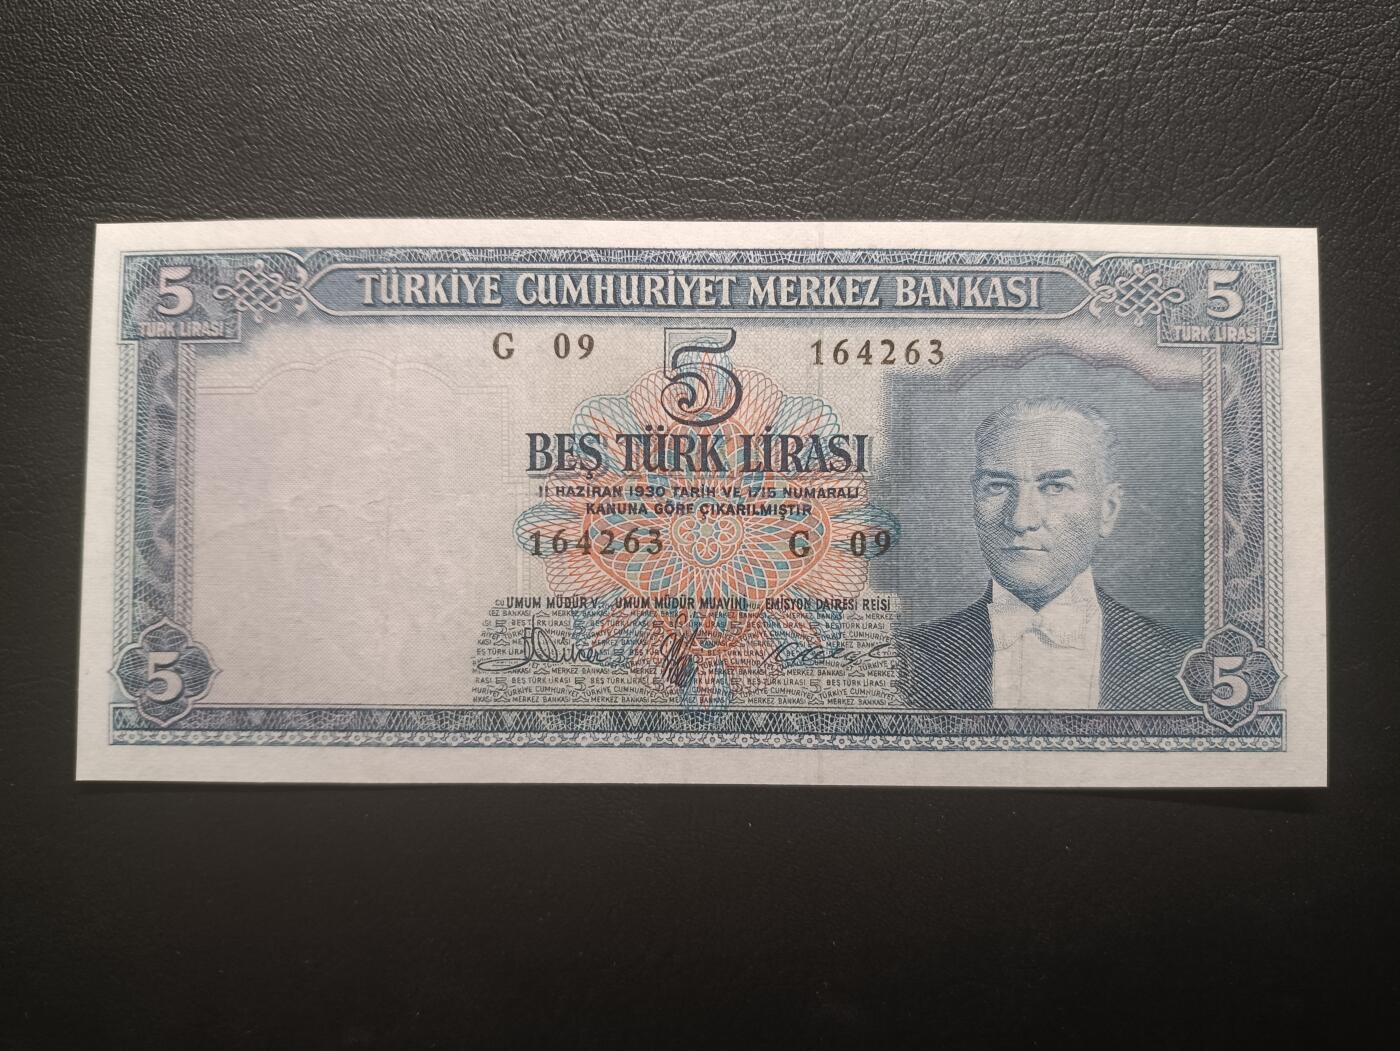 5 TÜRKİYE CUMHURİYET MERKEZ BANKASI 5
TÜRK LİRASI TÜRK LİRASI
G 09 5 164263
BEŞ TÜRK LİRASI
11 HAZİRAN 1930 TARİH VE 1715 NUMARALI
KANUNA GÖRE ÇIKARILMIŞTIR
164263 G 09
UMUM MÜDÜR V. UMUM MÜDÜR MUAVİNİ EMİSYON DAİRESİ REİSİ
5 5